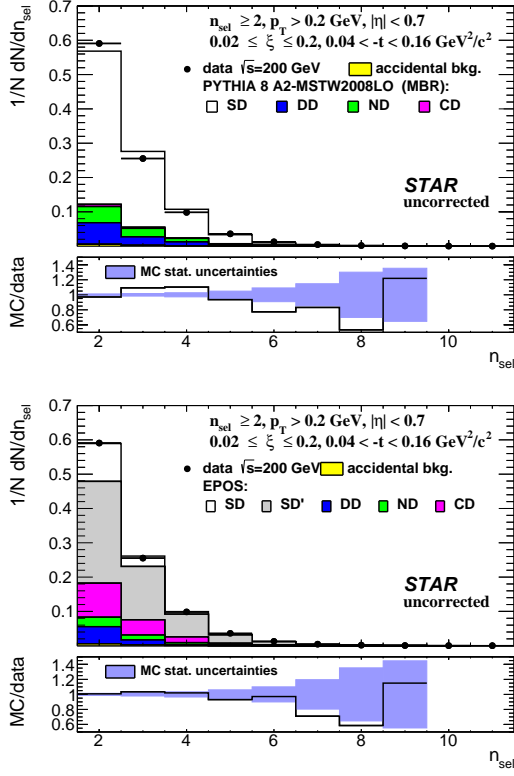 n_sel ≥ 2, p_T > 0.2 GeV, |η| < 0.7
0.02 ≤ ξ ≤ 0.2, 0.04 < -t < 0.16 GeV²/c²
data √s=200 GeV accidental bkg.
PYTHIA 8 A2-MSTW2008LO (MBR):
SD DD ND CD
STAR
uncorrected
1/N dN/dn_sel
0.7
0.6
0.5
0.4
0.3
0.2
0.1
MC stat. uncertainties
MC/data
1.4
1.2
1
0.8
0.6
2 4 6 8 10
n_sel
n_sel ≥ 2, p_T > 0.2 GeV, |η| < 0.7
0.02 ≤ ξ ≤ 0.2, 0.04 < -t < 0.16 GeV²/c²
data √s=200 GeV accidental bkg.
EPOS:
SD SD' DD ND CD
STAR
uncorrected
1/N dN/dn_sel
0.7
0.6
0.5
0.4
0.3
0.2
0.1
MC stat. uncertainties
MC/data
1.4
1.2
1
0.8
0.6
2 4 6 8 10
n_sel